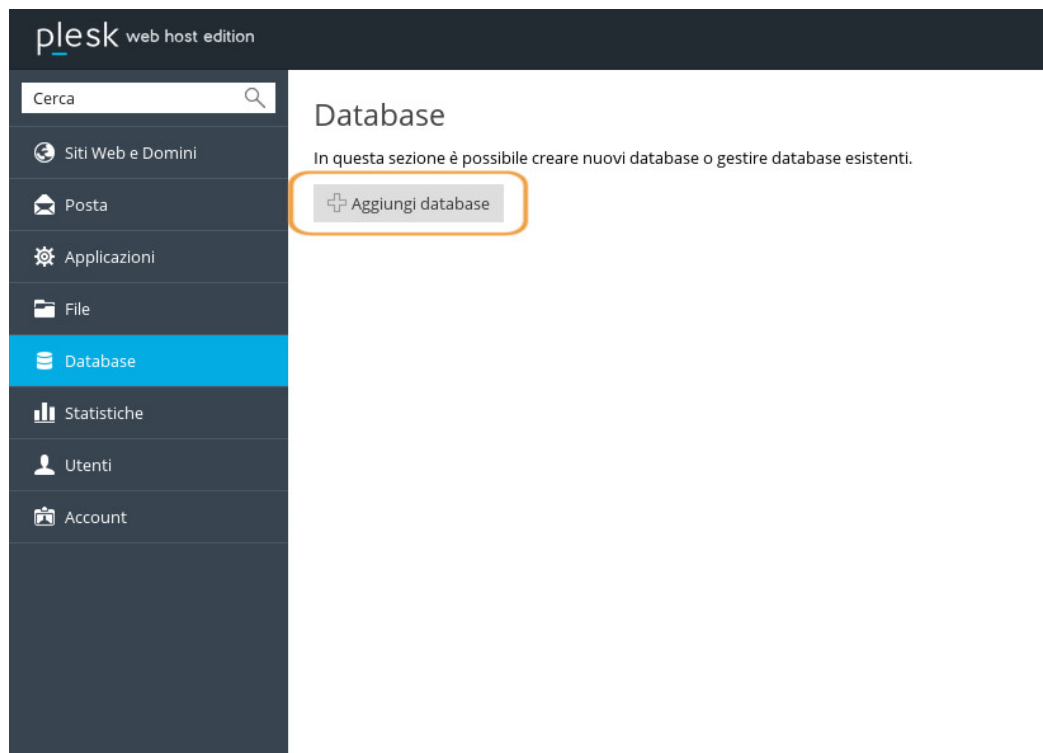 plesk web host edition
Cerca
Siti Web e Domini
Posta
Applicazioni
File
Database
Statistiche
Utenti
Account
Database
In questa sezione è possibile creare nuovi database o gestire database esistenti.
Aggiungi database